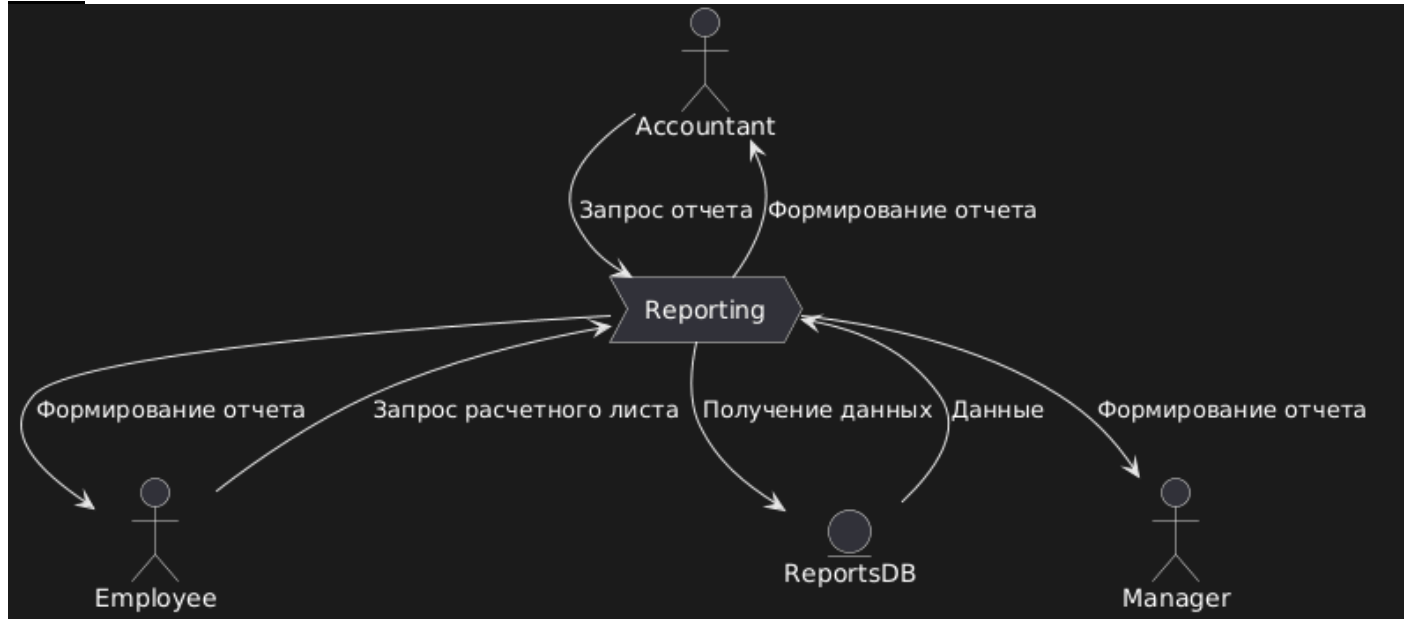 Accountant
Запрос отчета
Формирование отчета
Reporting
Формирование отчета
Запрос расчетного листа
Получение данных
Данные
Формирование отчета
ReportsDB
Employee
Manager